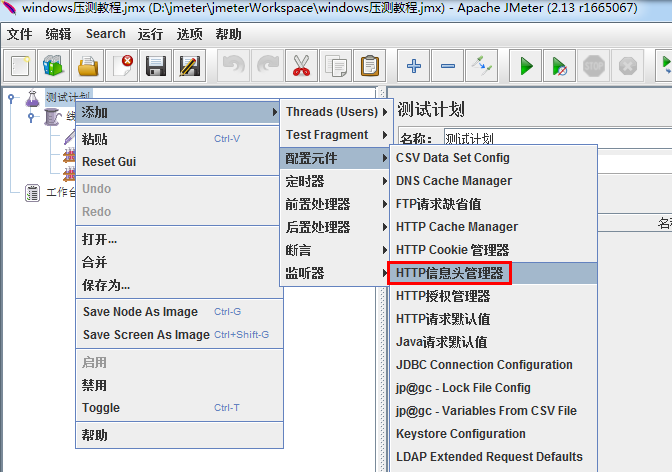 windows压测教程.jmx (D:\jmeter\jmeterWorkspace\windows压测教程.jmx) - Apache JMeter (2.13 r1665067)
文件 编辑 Search 运行 选项 帮助
测试计划
工作台
添加
粘贴 Ctrl-V
Reset Gui
Undo
Redo
打开...
合并
保存为...
Save Node As Image Ctrl-G
Save Screen As Image Ctrl+Shift-G
启用
禁用
Toggle Ctrl-T
帮助
Threads (Users)
Test Fragment
配置元件
定时器
前置处理器
后置处理器
断言
监听器
CSV Data Set Config
DNS Cache Manager
FTP请求缺省值
HTTP Cache Manager
HTTP Cookie 管理器
HTTP信息头管理器
HTTP授权管理器
HTTP请求默认值
Java请求默认值
JDBC Connection Configuration
jp@gc - Lock File Config
jp@gc - Variables From CSV File
Keystore Configuration
LDAP Extended Request Defaults
测试计划
名称: 测试计划